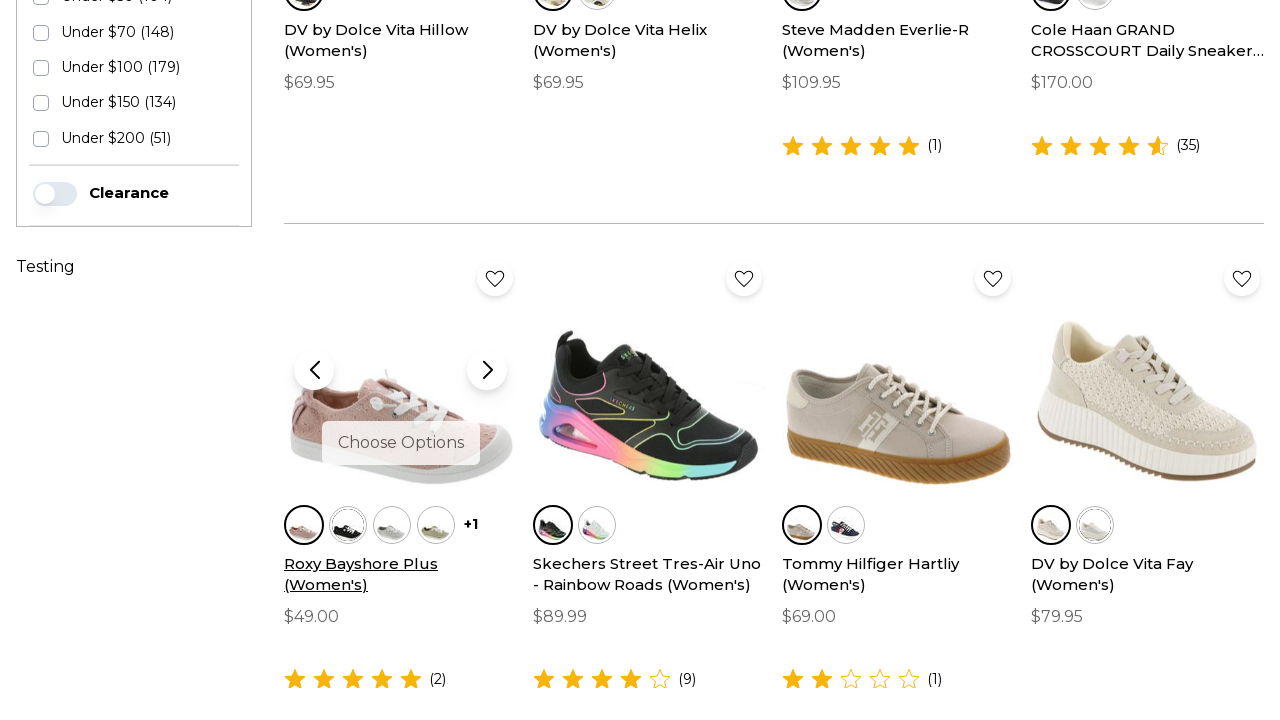 Under $70 (148)
Under $100 (179)
Under $150 (134)
Under $200 (51)
Clearance
Testing
DV by Dolce Vita Hillow
(Women's)
$69.95
DV by Dolce Vita Helix
(Women's)
$69.95
Steve Madden Everlie-R
(Women's)
$109.95
(1)
Cole Haan GRAND
CROSSCOURT Daily Sneaker...
$170.00
(35)
Choose Options
+1
Roxy Bayshore Plus
(Women's)
$49.00
(2)
Skechers Street Tres-Air Uno
- Rainbow Roads (Women's)
$89.99
(9)
Tommy Hilfiger Hartliy
(Women's)
$69.00
(1)
DV by Dolce Vita Fay
(Women's)
$79.95